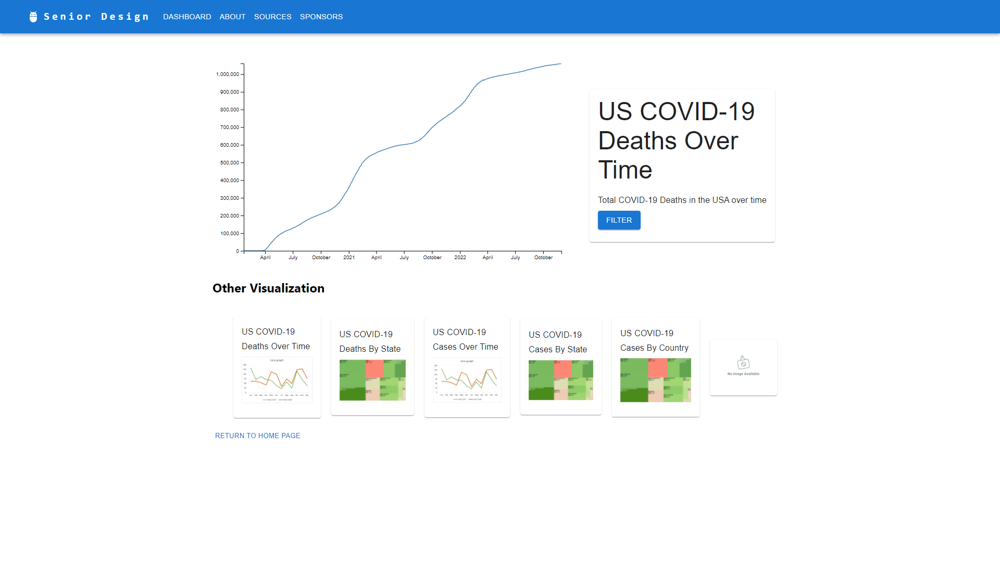 Senior Design DASHBOARD ABOUT SOURCES SPONSORS
1,000,000
900,000
800,000
700,000
600,000
500,000
400,000
300,000
200,000
100,000
0
April July October 2021 April July October 2022 April July October
US COVID-19
Deaths Over
Time
Total COVID-19 Deaths in the USA over time
FILTER
Other Visualization
US COVID-19
Deaths Over Time
Line graph
US COVID-19
Deaths By State
US COVID-19
Cases Over Time
Line graph
US COVID-19
Cases By State
US COVID-19
Cases By Country
No Image Available
RETURN TO HOME PAGE